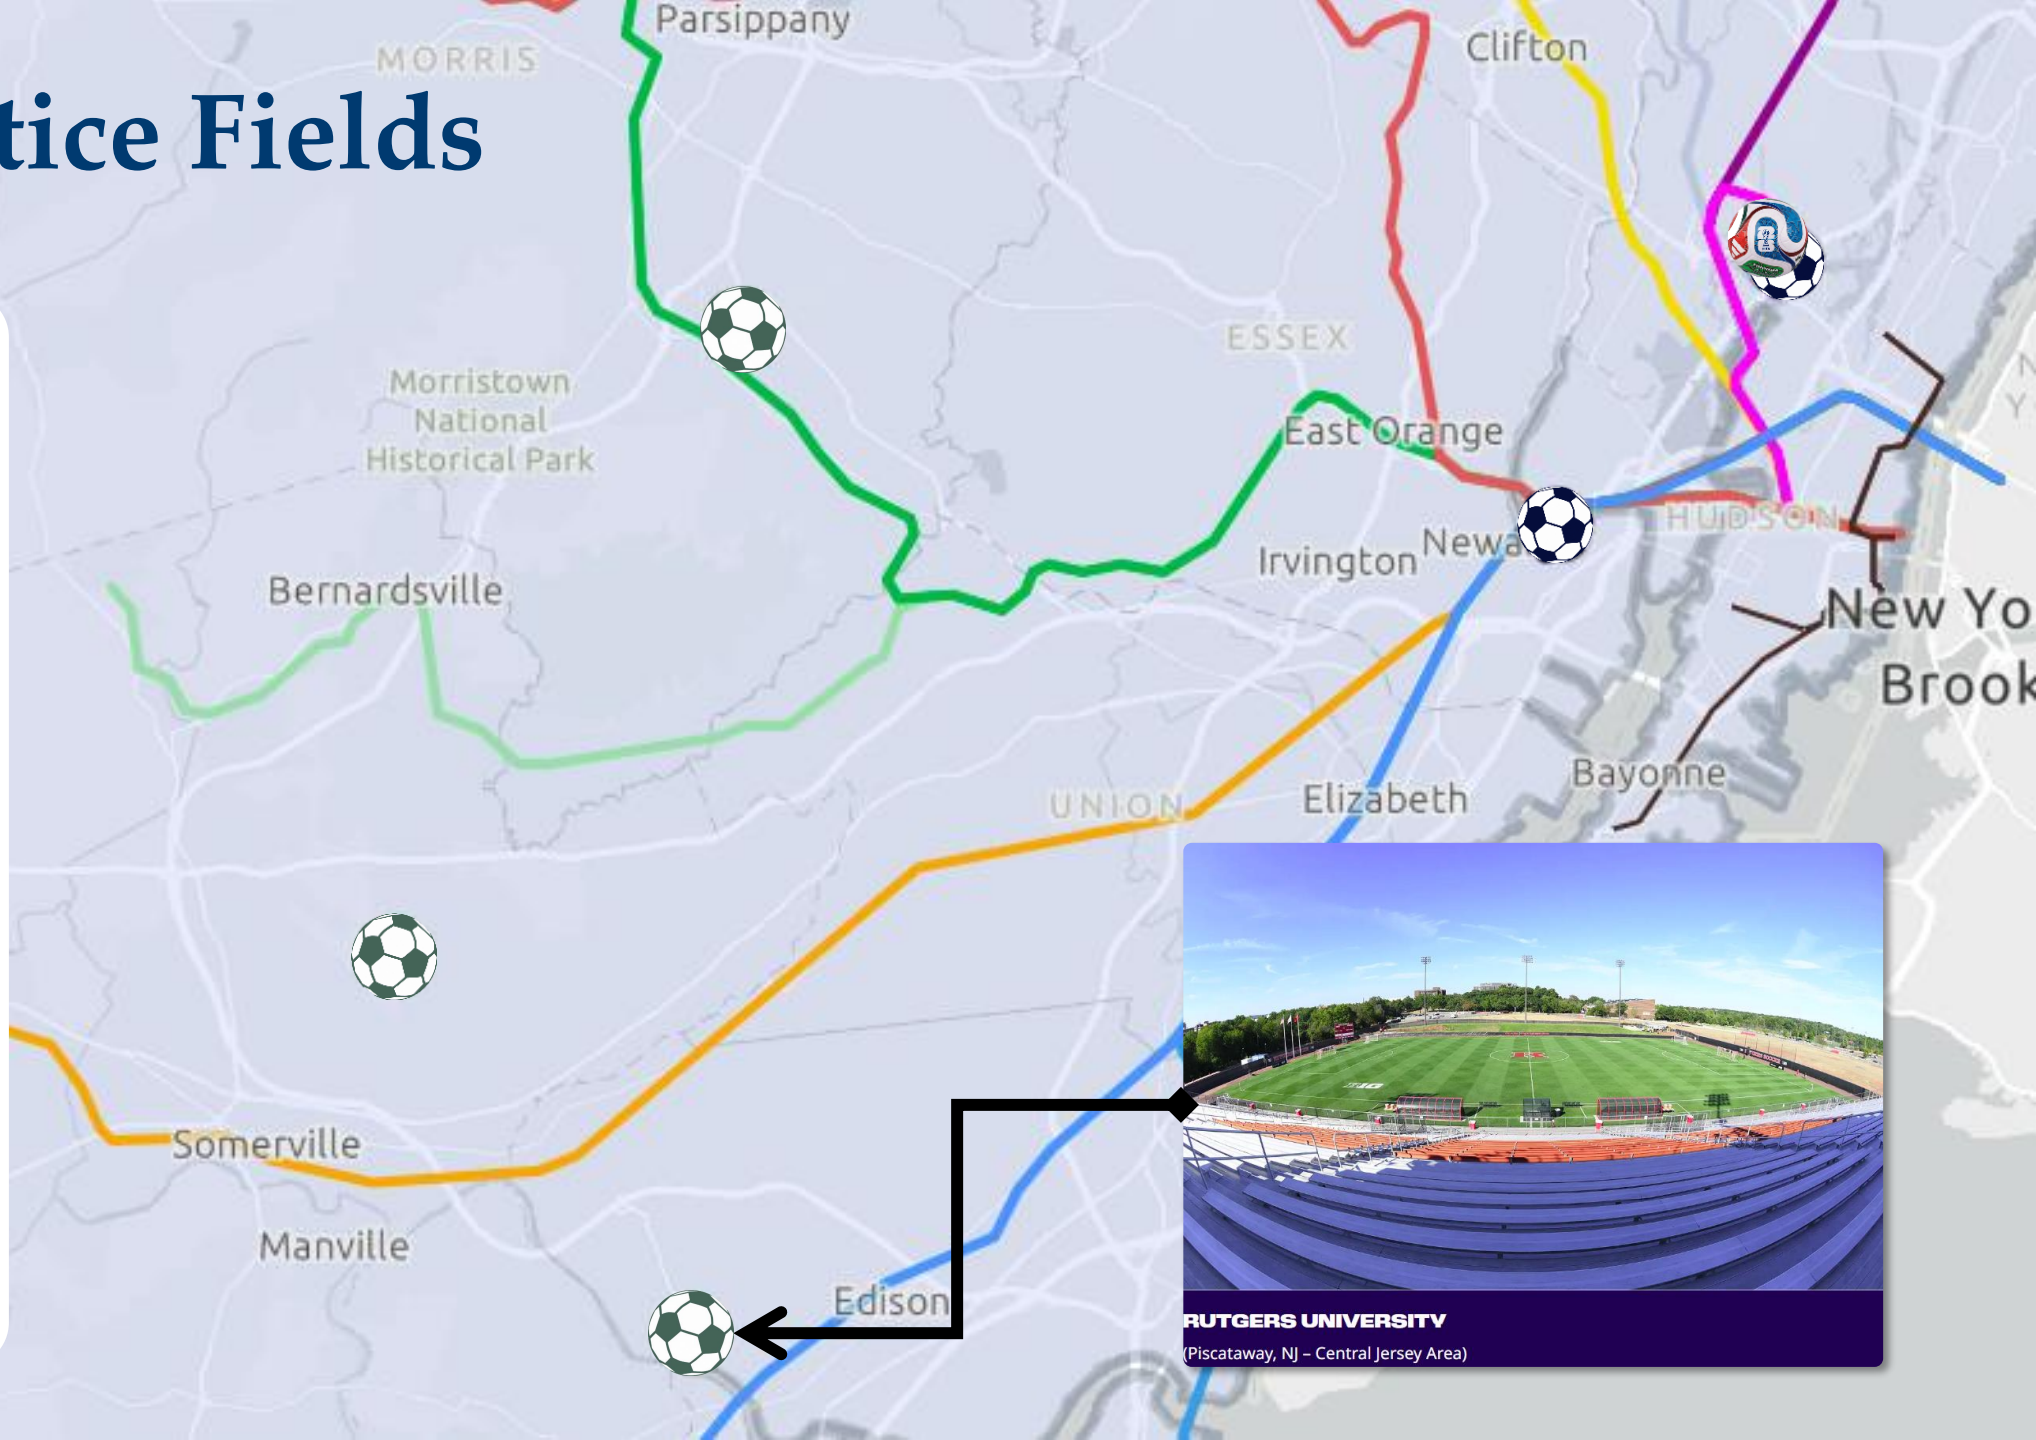 Parsippany
MORRIS
Clifton
tice Fields
ESSEX
Morristown
National
Historical Park
East Orange
HUDSON
Newa
Irvington
Bernardsville
New Yo
Brook
Bayonne
Elizabeth
UNION
Somerville
Manville
Edison
RUTGERS UNIVERSITY
(Piscataway, NJ – Central Jersey Area)